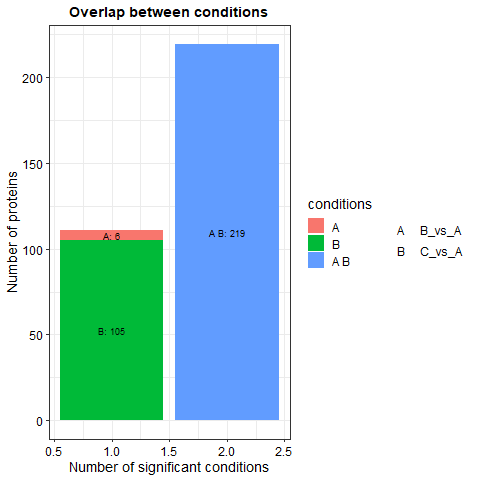 Overlap between conditions
Number of proteins
200
150
100
50
0
A: 6
B: 105
A B: 219
0.5 1.0 1.5 2.0 2.5
Number of significant conditions
conditions
A
B
A B
A B_vs_A
B C_vs_A